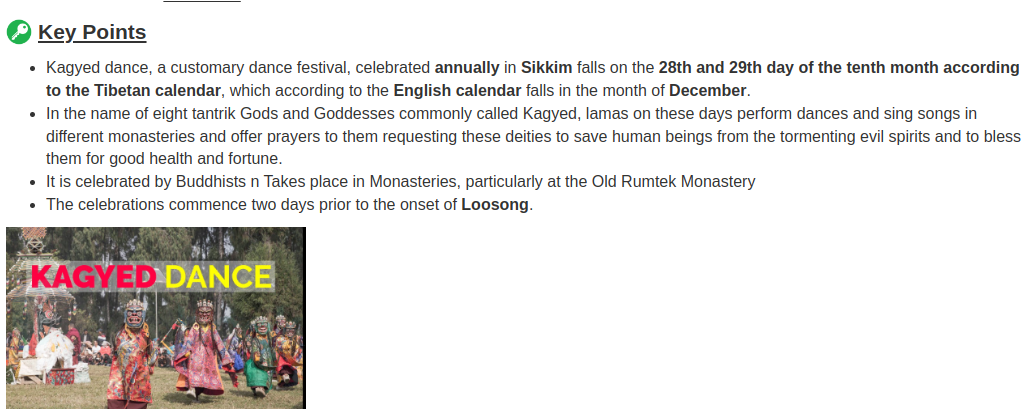 Key Points
Kagyed dance, a customary dance festival, celebrated annually in Sikkim falls on the 28th and 29th day of the tenth month according
to the Tibetan calendar, which according to the English calendar falls in the month of December.
In the name of eight tantrik Gods and Goddesses commonly called Kagyed, lamas on these days perform dances and sing songs in
different monasteries and offer prayers to them requesting these deities to save human beings from the tormenting evil spirits and to bless
them for good health and fortune.
It is celebrated by Buddhists n Takes place in Monasteries, particularly at the Old Rumtek Monastery
The celebrations commence two days prior to the onset of Loosong.
KAGYED DANCE